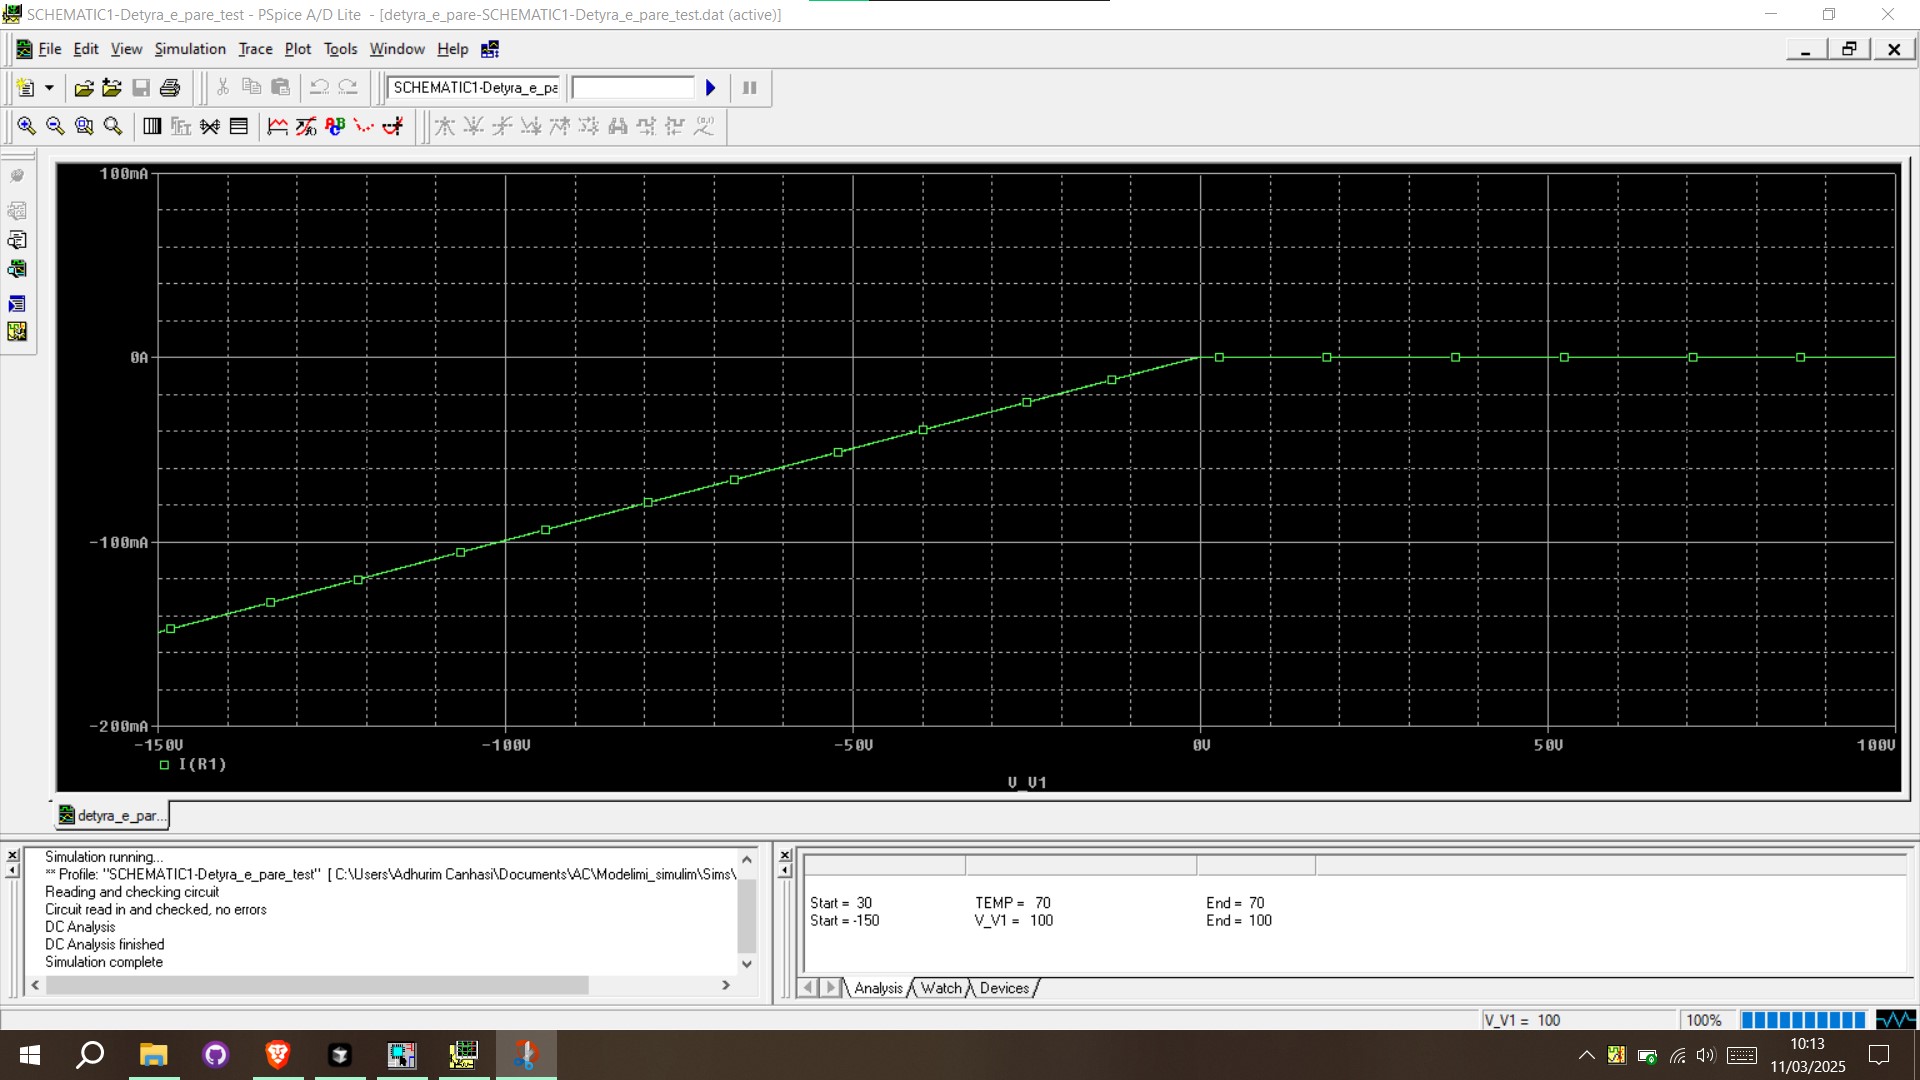 SCHEMATIC1-Detyra_e_pare_test - PSpice A/D Lite - [detyra_e_pare-SCHEMATIC1-Detyra_e_pare_test.dat (active)]
File Edit View Simulation Trace Plot Tools Window Help
SCHEMATIC1-Detyra_e_pa
100mA
0A
-100mA
-200mA
-150V -100V -50V 0V 50V 100V
I(R1)
V_V1
detyra_e_par...
Simulation running...
** Profile: "SCHEMATIC1-Detyra_e_pare_test" [ C:\Users\Adhurim Canhasi\Documents\AC\Modelimi_simulim\Sims\
Reading and checking circuit
Circuit read in and checked, no errors
DC Analysis
DC Analysis finished
Simulation complete
Start = 30 TEMP = 70 End = 70
Start = -150 V_V1 = 100 End = 100
Analysis Watch Devices
V_V1 = 100 100%
10:13
11/03/2025